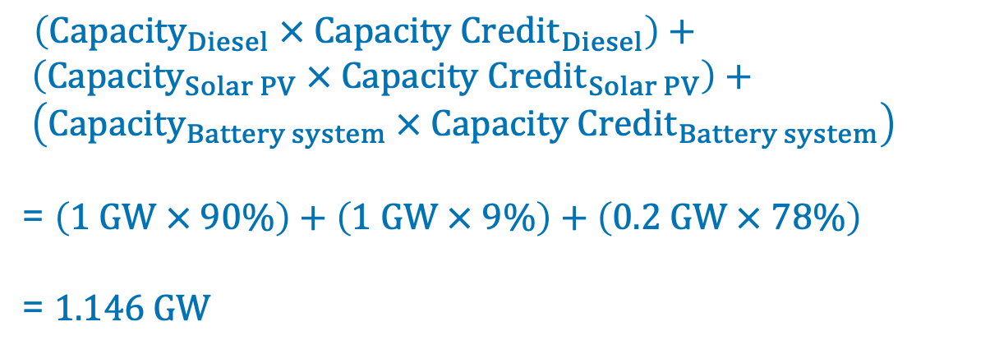 (Capacity_Diesel × Capacity Credit_Diesel) +
(Capacity_Solar PV × Capacity Credit_Solar PV) +
(Capacity_Battery system × Capacity Credit_Battery system)
= (1 GW × 90%) + (1 GW × 9%) + (0.2 GW × 78%)
= 1.146 GW